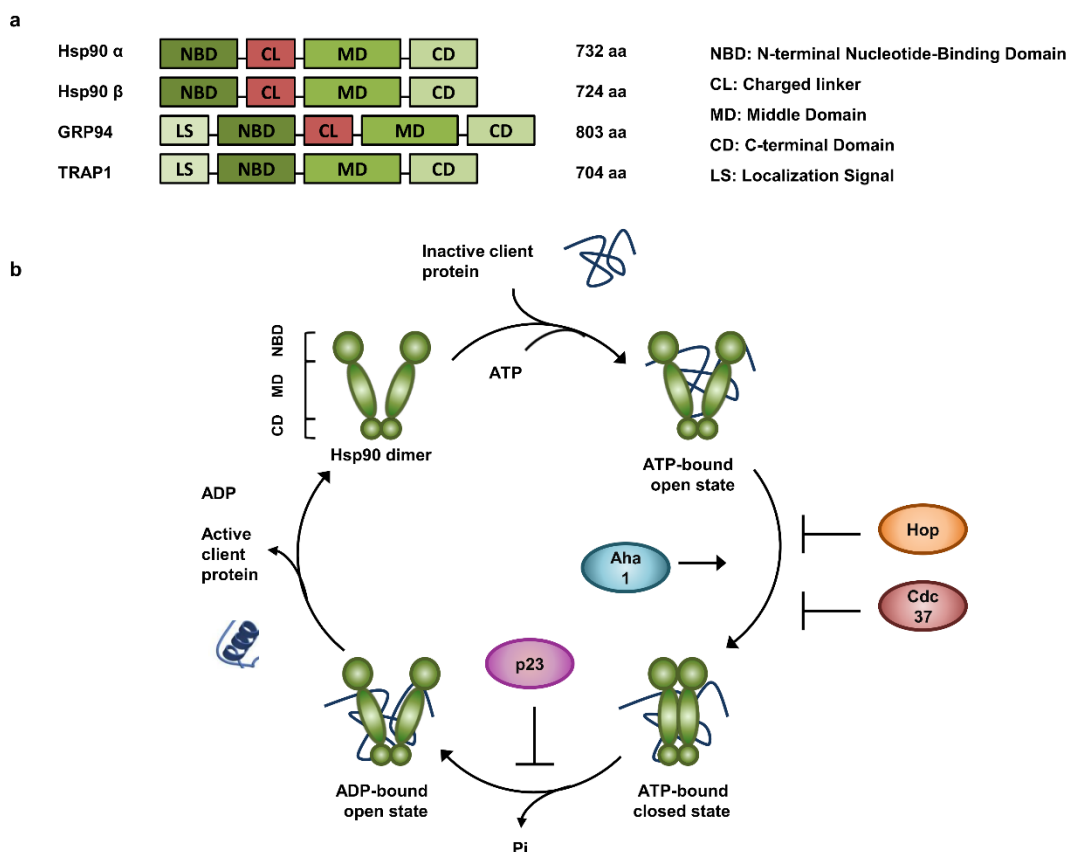 a
Hsp90 α NBD CL MD CD 732 aa
Hsp90 β NBD CL MD CD 724 aa
GRP94 LS NBD CL MD CD 803 aa
TRAP1 LS NBD MD CD 704 aa
NBD: N-terminal Nucleotide-Binding Domain
CL: Charged linker
MD: Middle Domain
CD: C-terminal Domain
LS: Localization Signal
b
Inactive client
protein
ATP
NBD
MD
CD
Hsp90 dimer
ATP-bound
open state
Hop
Cdc
37
Aha
1
ATP-bound
closed state
p23
Pi
ADP-bound
open state
ADP
Active
client
protein